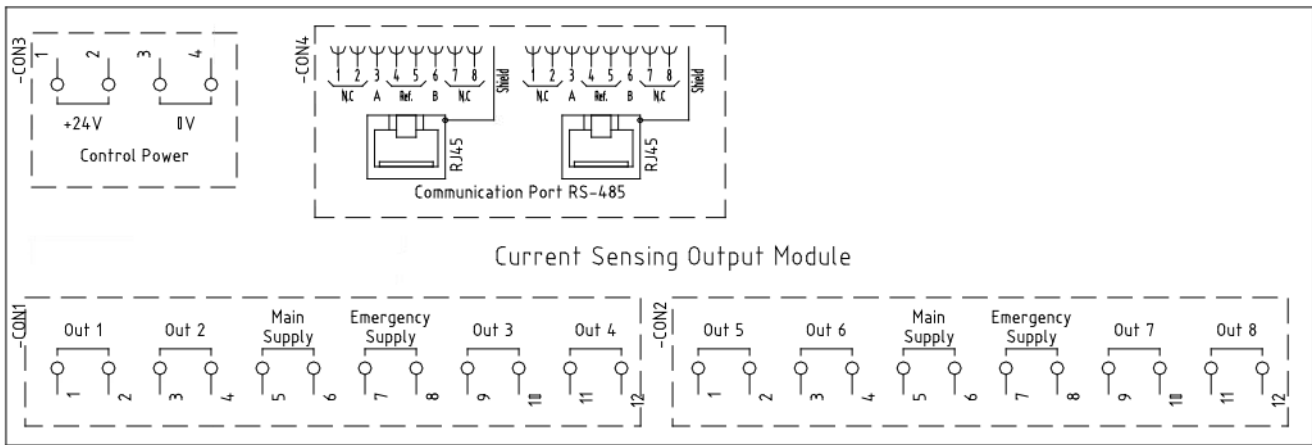 -CON3
1 2 3 4
+24V 0V
Control Power
-CON4
1 2 3 4 5 6 7 8
N.C A Ref. B N.C
Shield
RJ45
1 2 3 4 5 6 7 8
N.C A Ref. B N.C
Shield
RJ45
Communication Port RS-485
Current Sensing Output Module
-CON1
Out 1 Out 2 Main Supply Emergency Supply Out 3 Out 4
1 2 3 4 5 6 7 8 9 10 11 12
-CON2
Out 5 Out 6 Main Supply Emergency Supply Out 7 Out 8
1 2 3 4 5 6 7 8 9 10 11 12